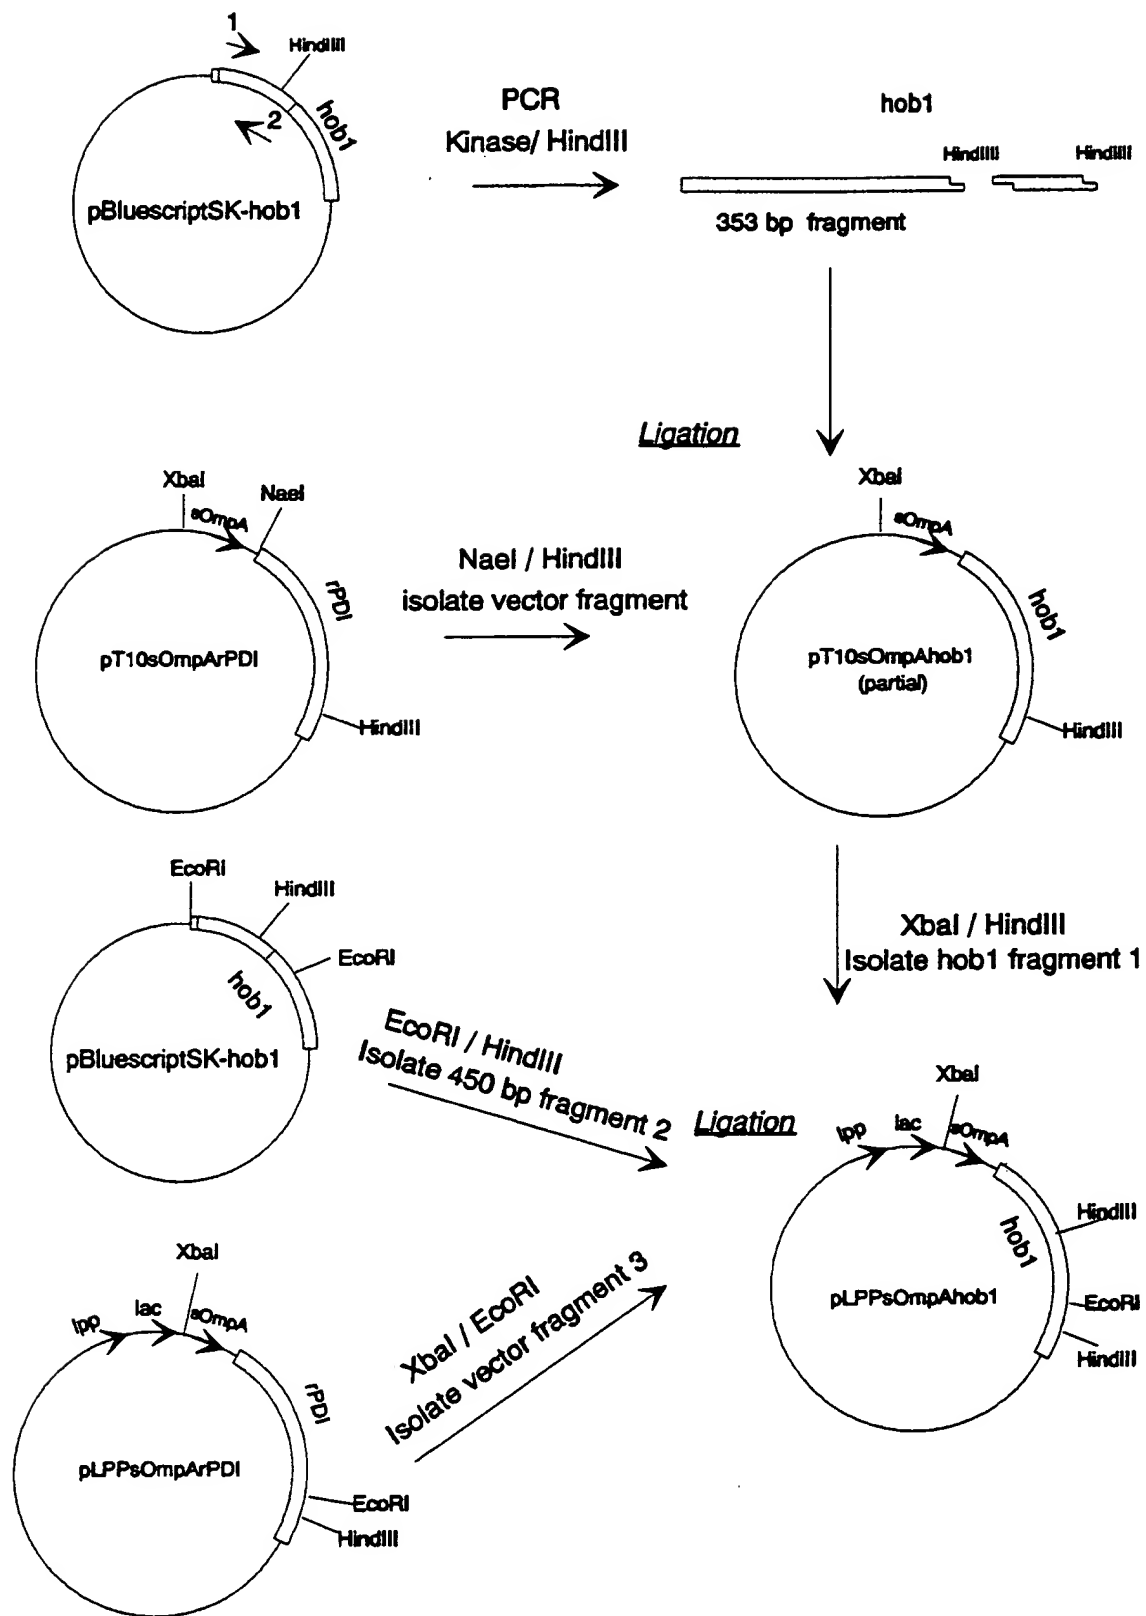 1
HindIIII
2
hob1
pBluescriptSK-hob1
PCR
Kinase/ HindIII
hob1
HindIIII
HindIIII
353 bp fragment
Ligation
XbaI
sOmpA
NaeI
rPDI
pT10sOmpArPDI
HindIII
NaeI / HindIII
isolate vector fragment
XbaI
sOmpA
hob1
pT10sOmpAhob1
(partial)
HindIII
EcoRI
HindIII
EcoRI
hob1
pBluescriptSK-hob1
XbaI / HindIII
Isolate hob1 fragment 1
EcoRI / HindIII
Isolate 450 bp fragment 2
Ligation
XbaI
lpp
lac
sOmpA
HindIII
hob1
pLPPsOmpAhob1
EcoRI
HindIII
XbaI
lpp
lac
sOmpA
rPDI
pLPPsOmpArPDI
EcoRI
HindIII
XbaI / EcoRI
Isolate vector fragment 3